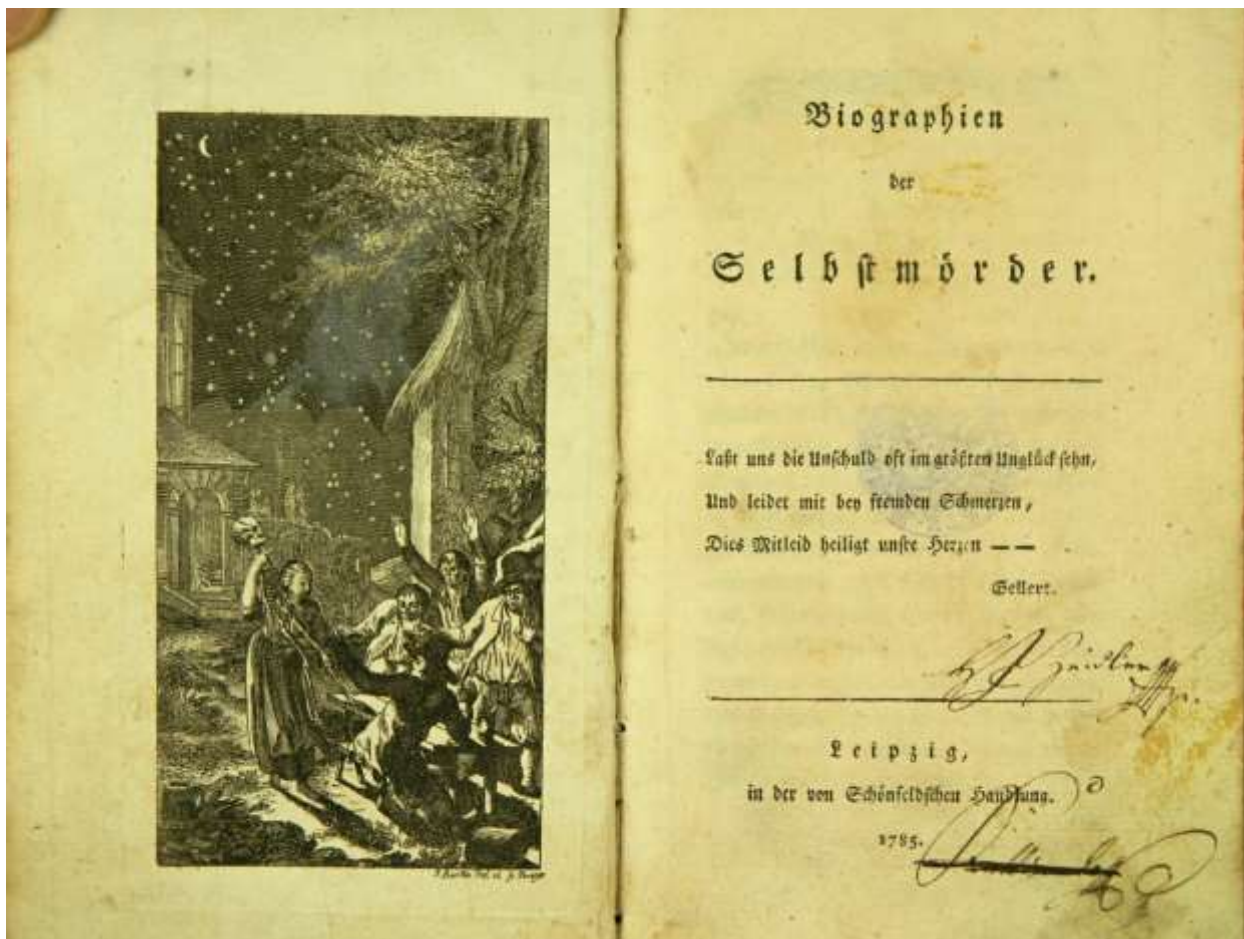 Biographien
der
Selbstmörder.
Laßt uns die Unschuld oft im größten Unglück sehn,
Und leidet mit bey fremden Schmerzen,
Dies Mitleid heiligt unsre Herzen — —
Gellert.
Leipzig,
in der von Schönfeldschen Handlung.
1785.